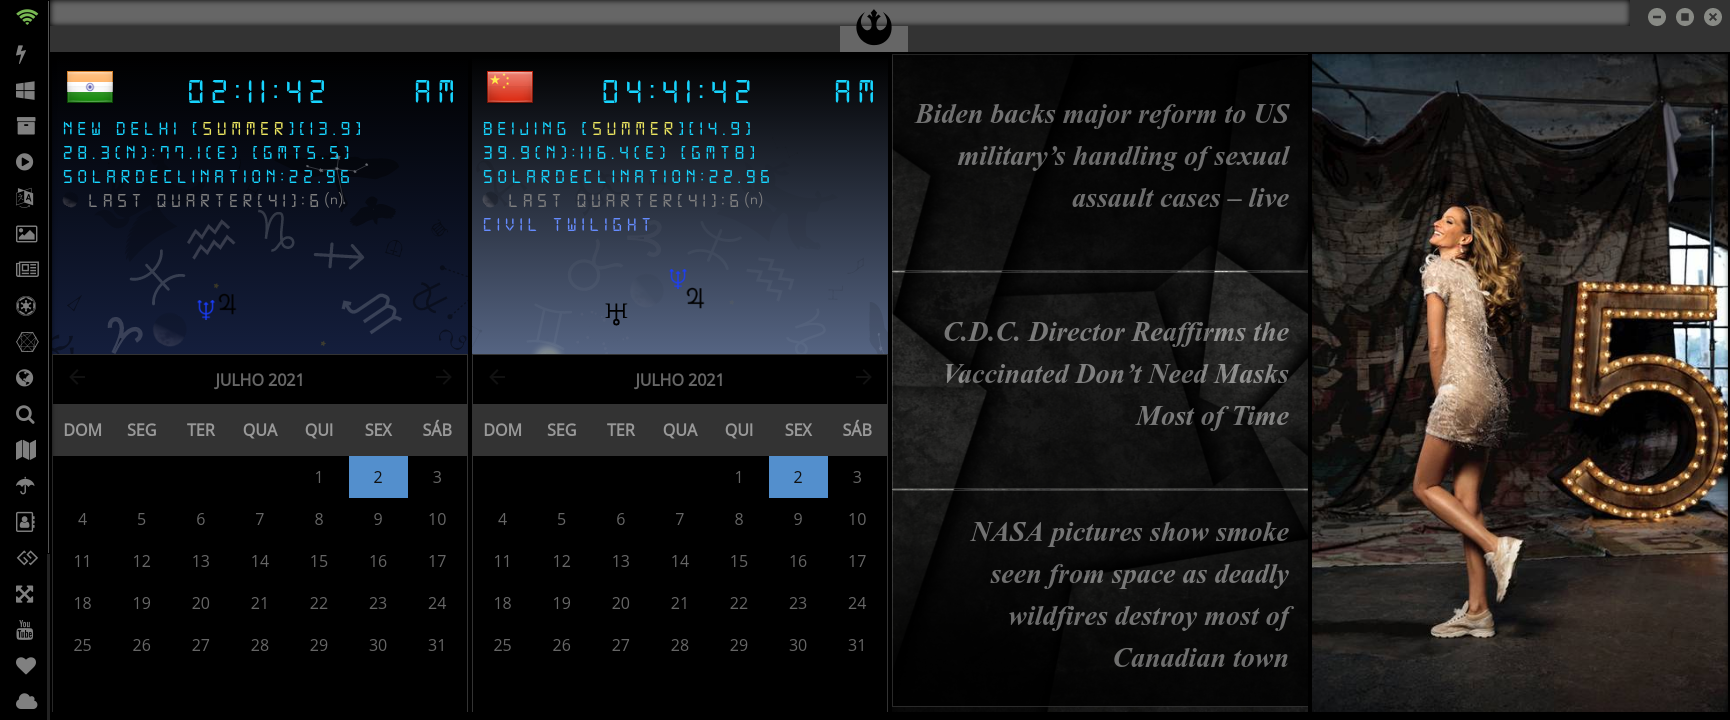 02:11:42 AM
NEW DELHI (SUMMER)(13.9)
28.3(N):77.1(E) (GMT5.5)
SOLARDECLINATION:22.96
LAST QUARTER(41):6(n).
JULHO 2021
DOM SEG TER QUA QUI SEX SÁB
1 2 3
4 5 6 7 8 9 10
11 12 13 14 15 16 17
18 19 20 21 22 23 24
25 26 27 28 29 30 31
04:41:42 AM
BEIJING (SUMMER)(14.9)
39.9(N):116.4(E) (GMT8)
SOLARDECLINATION:22.96
LAST QUARTER(41):6(n)
CIVIL TWILIGHT
JULHO 2021
DOM SEG TER QUA QUI SEX SÁB
1 2 3
4 5 6 7 8 9 10
11 12 13 14 15 16 17
18 19 20 21 22 23 24
25 26 27 28 29 30 31
Biden backs major reform to US
military’s handling of sexual
assault cases – live
C.D.C. Director Reaffirms the
Vaccinated Don’t Need Masks
Most of Time
NASA pictures show smoke
seen from space as deadly
wildfires destroy most of
Canadian town
5
You
Tube